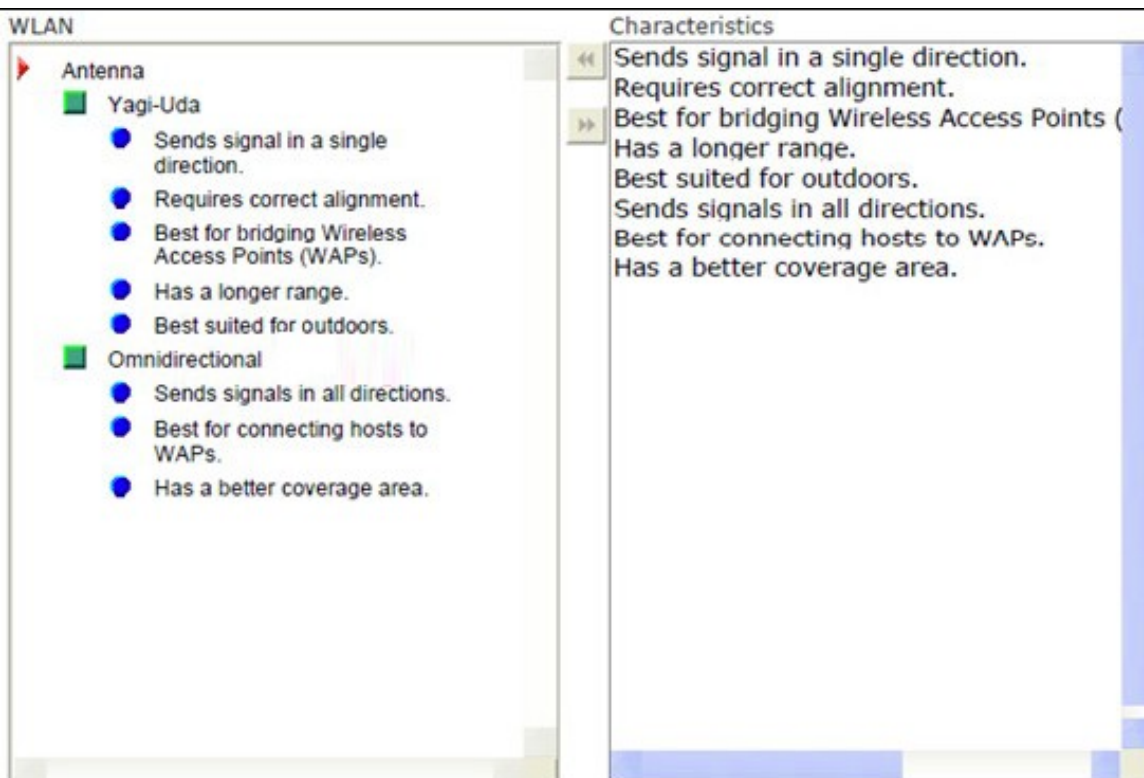 WLAN
Antenna
Yagi-Uda
Sends signal in a single
direction.
Requires correct alignment.
Best for bridging Wireless
Access Points (WAPs).
Has a longer range.
Best suited for outdoors.
Omnidirectional
Sends signals in all directions.
Best for connecting hosts to
WAPs.
Has a better coverage area.
Characteristics
Sends signal in a single direction.
Requires correct alignment.
Best for bridging Wireless Access Points (
Has a longer range.
Best suited for outdoors.
Sends signals in all directions.
Best for connecting hosts to WAPs.
Has a better coverage area.